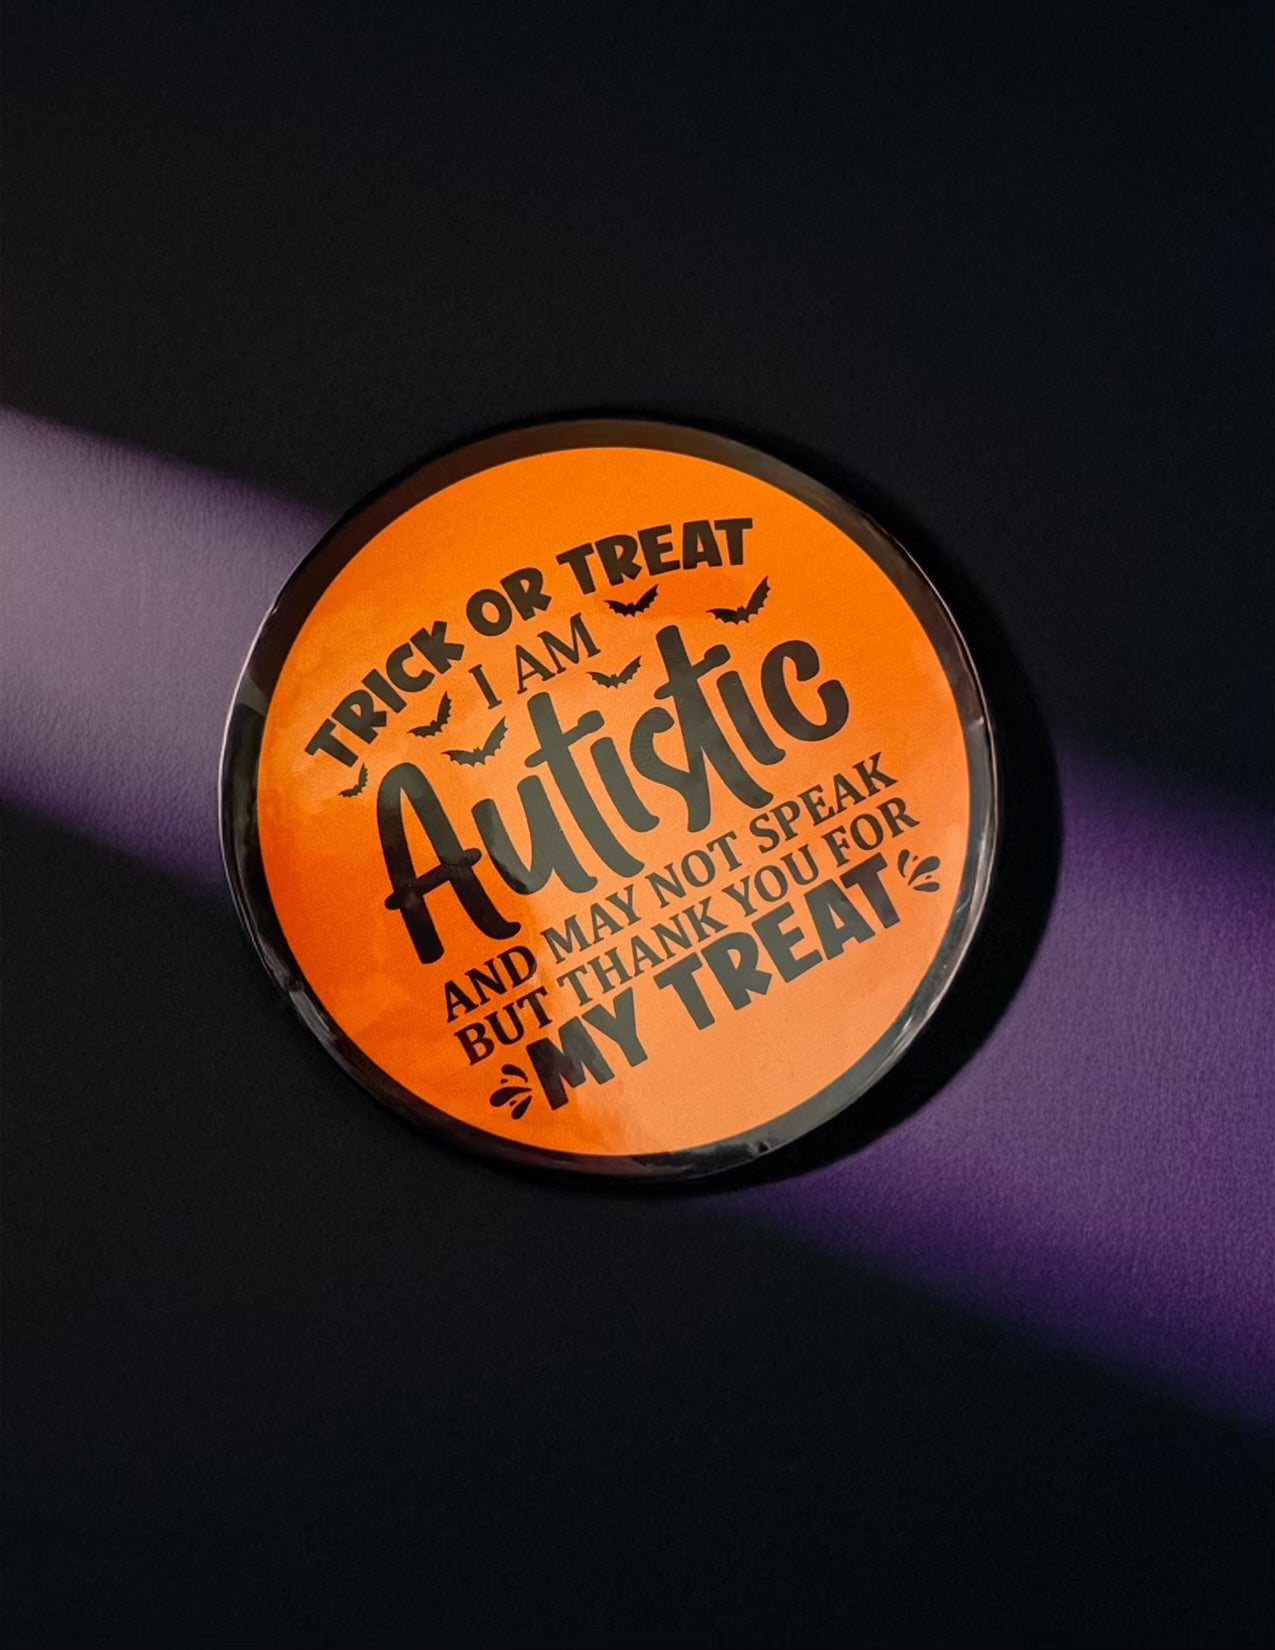 TRICK OR TREAT
I AM
Autistic
AND MAY NOT SPEAK
BUT THANK YOU FOR
MY TREAT